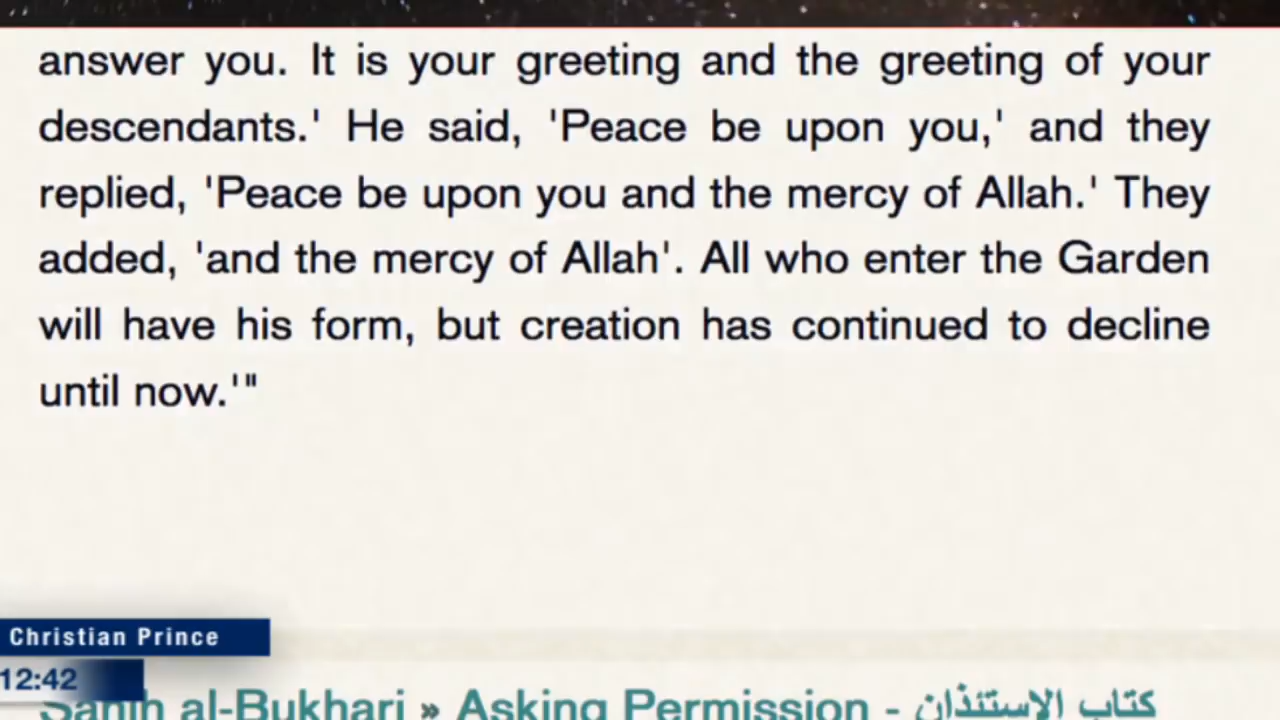 answer you. It is your greeting and the greeting of your
descendants.' He said, 'Peace be upon you,' and they
replied, 'Peace be upon you and the mercy of Allah.' They
added, 'and the mercy of Allah'. All who enter the Garden
will have his form, but creation has continued to decline
until now.'"
Christian Prince
12:42
Sahih al-Bukhari » Asking Permission - كتاب الاستئذان